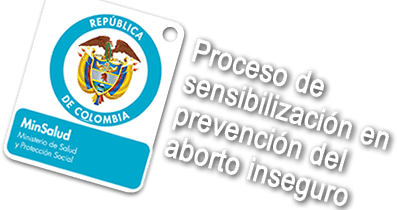 REPÚBLICA
DE COLOMBIA
MinSalud
Ministerio de Salud
y Protección Social
Proceso de
sensibilización en
prevención del
aborto inseguro